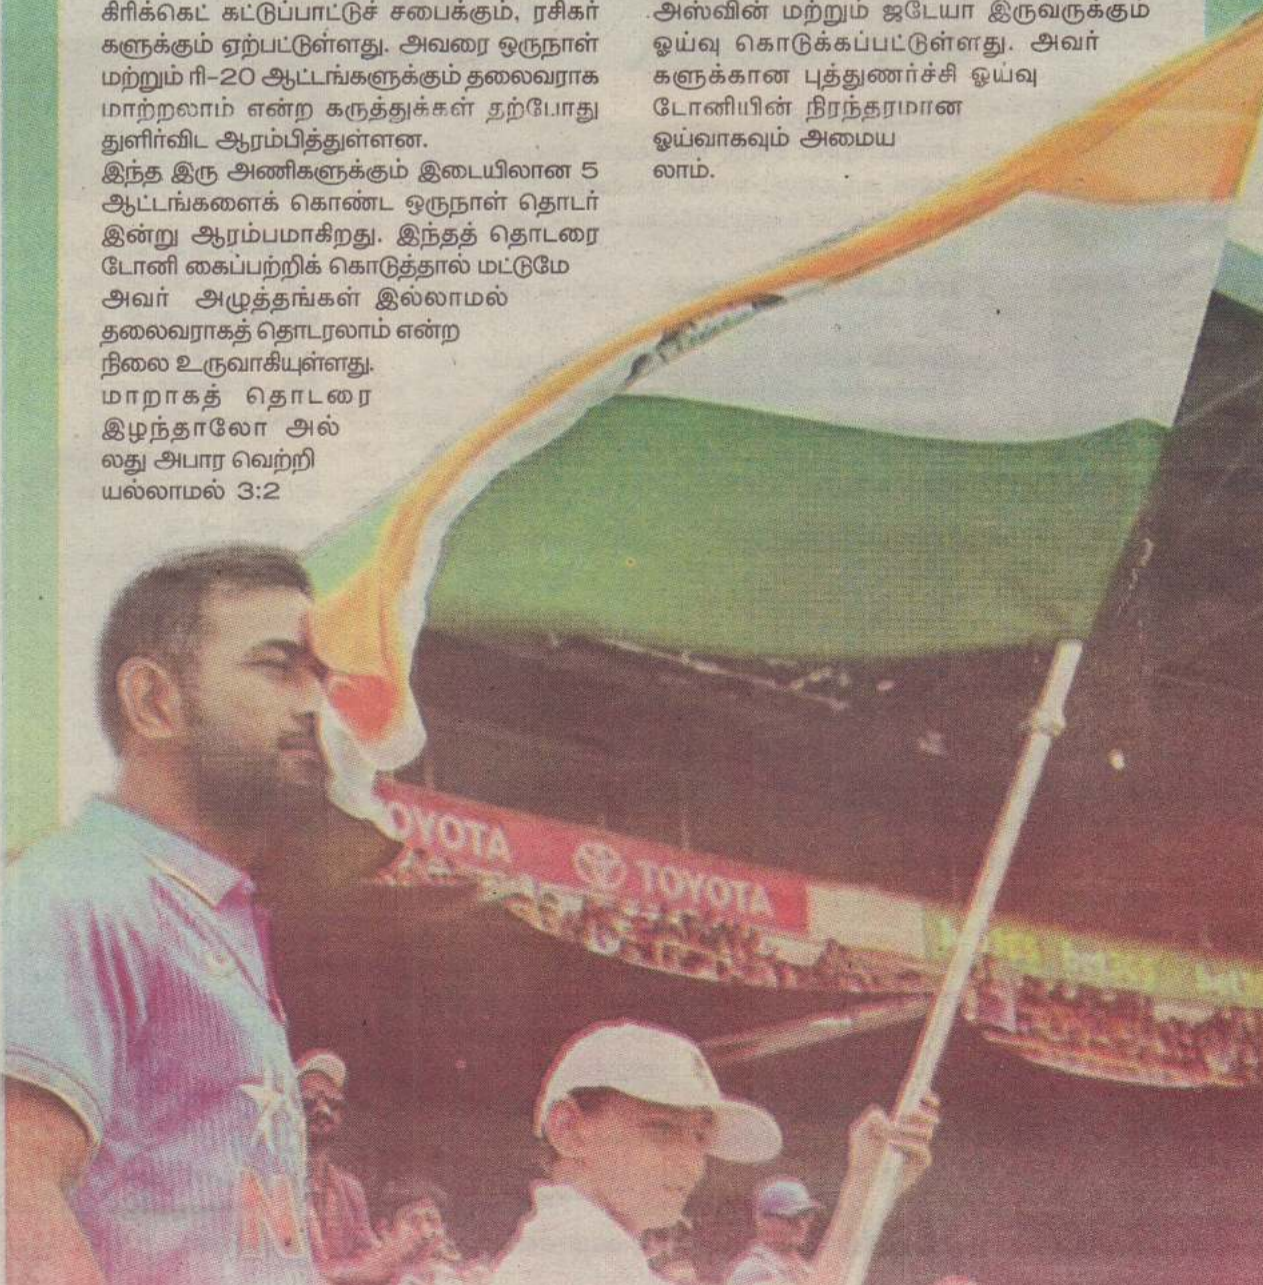 கிரிக்கெட் கட்டுப்பாட்டுச் சபைக்கும், ரசிகர்
களுக்கும் ஏற்பட்டுள்ளது. அவரை ஒருநாள்
மற்றும் ரி-20 ஆட்டங்களுக்கும் தலைவராக
மாற்றலாம் என்ற கருத்துக்கள் தற்போது
துளிர்விட ஆரம்பித்துள்ளன.
இந்த இரு அணிகளுக்கும் இடையிலான 5
ஆட்டங்களைக் கொண்ட ஒருநாள் தொடர்
இன்று ஆரம்பமாகிறது. இந்தத் தொடரை
டோனி கைப்பற்றிக் கொடுத்தால் மட்டுமே
அவர் அழுத்தங்கள் இல்லாமல்
தலைவராகத் தொடரலாம் என்ற
நிலை உருவாகியுள்ளது.
மாறாகத் தொடரை
இழந்தாலோ அல்
லது அபார வெற்றி
யல்லாமல் 3:2
அஸ்வின் மற்றும் ஜடேயா இருவருக்கும்
ஓய்வு கொடுக்கப்பட்டுள்ளது. அவர்
களுக்கான புத்துணர்ச்சி ஓய்வு
டோனியின் நிரந்தரமான
ஓய்வாகவும் அமைய
லாம்.
OYOTA TOYOTA
bet365
N